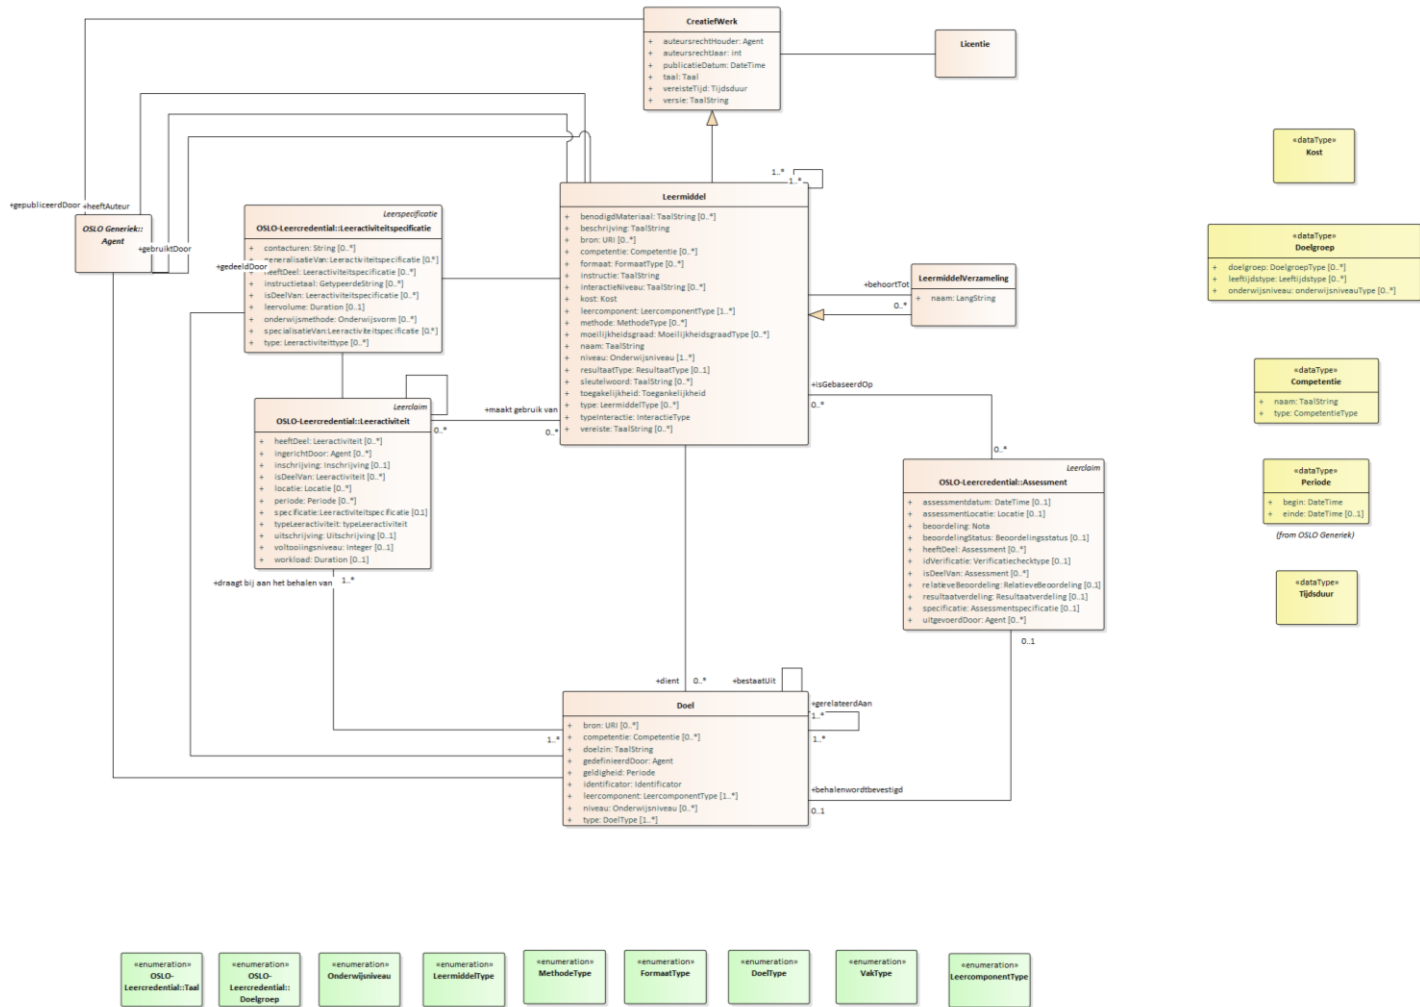 CreatiefWerk
+ auteursrechtHouder: Agent
+ auteursrechtJaar: int
+ publicatieDatum: DateTime
+ taal: Taal
+ vereisteTijd: Tijdsduur
+ versie: TaalString
Licentie
«dataType»
Kost
1..*
1..*
Leermiddel
+ benodigdMateriaal: TaalString [0..*]
+ beschrijving: TaalString
+ bron: URI [0..*]
+ competentie: Competentie [0..*]
+ formaat: FormaatType [0..*]
+ instructie: TaalString
+ interactieNiveau: TaalString [0..*]
+ kost: Kost
+ leercomponent: LeercomponentType [1..*]
+ methode: MethodeType [0..*]
+ moeilijkheidsgraad: MoeilijkheidsgraadType [0..*]
+ naam: TaalString
+ niveau: Onderwijsniveau [1..*]
+ resultaatType: ResultaatType [0..1]
+ sleutelwoord: TaalString [0..*]
+ toegakelijkheid: Toegankelijkheid
+ type: LeermiddelType [0..*]
+ typeInteractie: InteractieType
+ vereiste: TaalString [0..*]
+gepubliceerdDoor
+heeftAuteur
OSLO Generiek::
Agent
+gebruiktDoor
+gedeeldDoor
Leerspecificatie
OSLO-Leercredential::Leeractiviteitspecificatie
+ contacturen: String [0..*]
+ generalisatieVan: Leeractiviteitspecificatie [0..*]
+ heeftDeel: Leeractiviteitspecificatie [0..*]
+ instructietaal: GetypeerdeString [0..*]
+ isDeelVan: Leeractiviteitspecificatie [0..*]
+ leervolume: Duration [0..1]
+ onderwijsmethode: Onderwijsvorm [0..*]
+ specialisatieVan:Leeractiviteitspecificatie [0..*]
+ type: Leeractiviteittype [0..*]
«dataType»
Doelgroep
+ doelgroep: DoelgroepType [0..*]
+ leeftijdstype: Leeftijdstype [0..*]
+ onderwijsniveau: onderwijsniveauType [0..*]
+behoortTot
0..*
LeermiddelVerzameling
+ naam: LangString
«dataType»
Competentie
+ naam: TaalString
+ type: CompetentieType
+isGebaseerdOp
0..*
0..*
+maakt gebruik van
0..*
0..*
Leerclaim
OSLO-Leercredential::Leeractiviteit
+ heeftDeel: Leeractiviteit [0..*]
+ ingerichtDoor: Agent [0..*]
+ inschrijving: Inschrijving [0..1]
+ isDeelVan: Leeractiviteit [0..*]
+ locatie: Locatie [0..*]
+ periode: Periode [0..*]
+ specificatie:Leeractiviteitspecificatie [0..1]
+ typeLeeractiviteit: typeLeeractiviteit
+ uitschrijving: Uitschrijving [0..1]
+ voltooiingsniveau: Integer [0..1]
+ workload: Duration [0..1]
Leerclaim
OSLO-Leercredential::Assessment
+ assessmentdatum: DateTime [0..1]
+ assessmentLocatie: Locatie [0..1]
+ beoordeling: Nota
+ beoordelingStatus: Beoordelingsstatus [0..1]
+ heeftDeel: Assessment [0..*]
+ idVerificatie: Verificatiechecktype [0..1]
+ isDeelVan: Assessment [0..*]
+ relatieveBeoordeling: RelatieveBeoordeling [0..1]
+ resultaatverdeling: Resultaatverdeling [0..1]
+ specificatie: Assessmentspecificatie [0..1]
+ uitgevoerdDoor: Agent [0..*]
«dataType»
Periode
+ begin: DateTime
+ einde: DateTime [0..1]
(from OSLO Generiek)
«dataType»
Tijdsduur
+draagt bij aan het behalen van
1..*
1..*
0..1
+dient
0..*
+bestaatUit
+gerelateerdAan
1..*
1..*
Doel
+ bron: URI [0..*]
+ competentie: Competentie [0..*]
+ doelzin: TaalString
+ gedefinieerdDoor: Agent
+ geldigheid: Periode
+ identificator: Identificator
+ leercomponent: LeercomponentType [1..*]
+ niveau: Onderwijsniveau [0..*]
+ type: DoelType [1..*]
+behalenwordtbevestigd
0..1
«enumeration»
OSLO-
Leercredential::Taal
«enumeration»
OSLO-
Leercredential::
Doelgroep
«enumeration»
Onderwijsniveau
«enumeration»
LeermiddelType
«enumeration»
MethodeType
«enumeration»
FormaatType
«enumeration»
DoelType
«enumeration»
VakType
«enumeration»
LeercomponentType